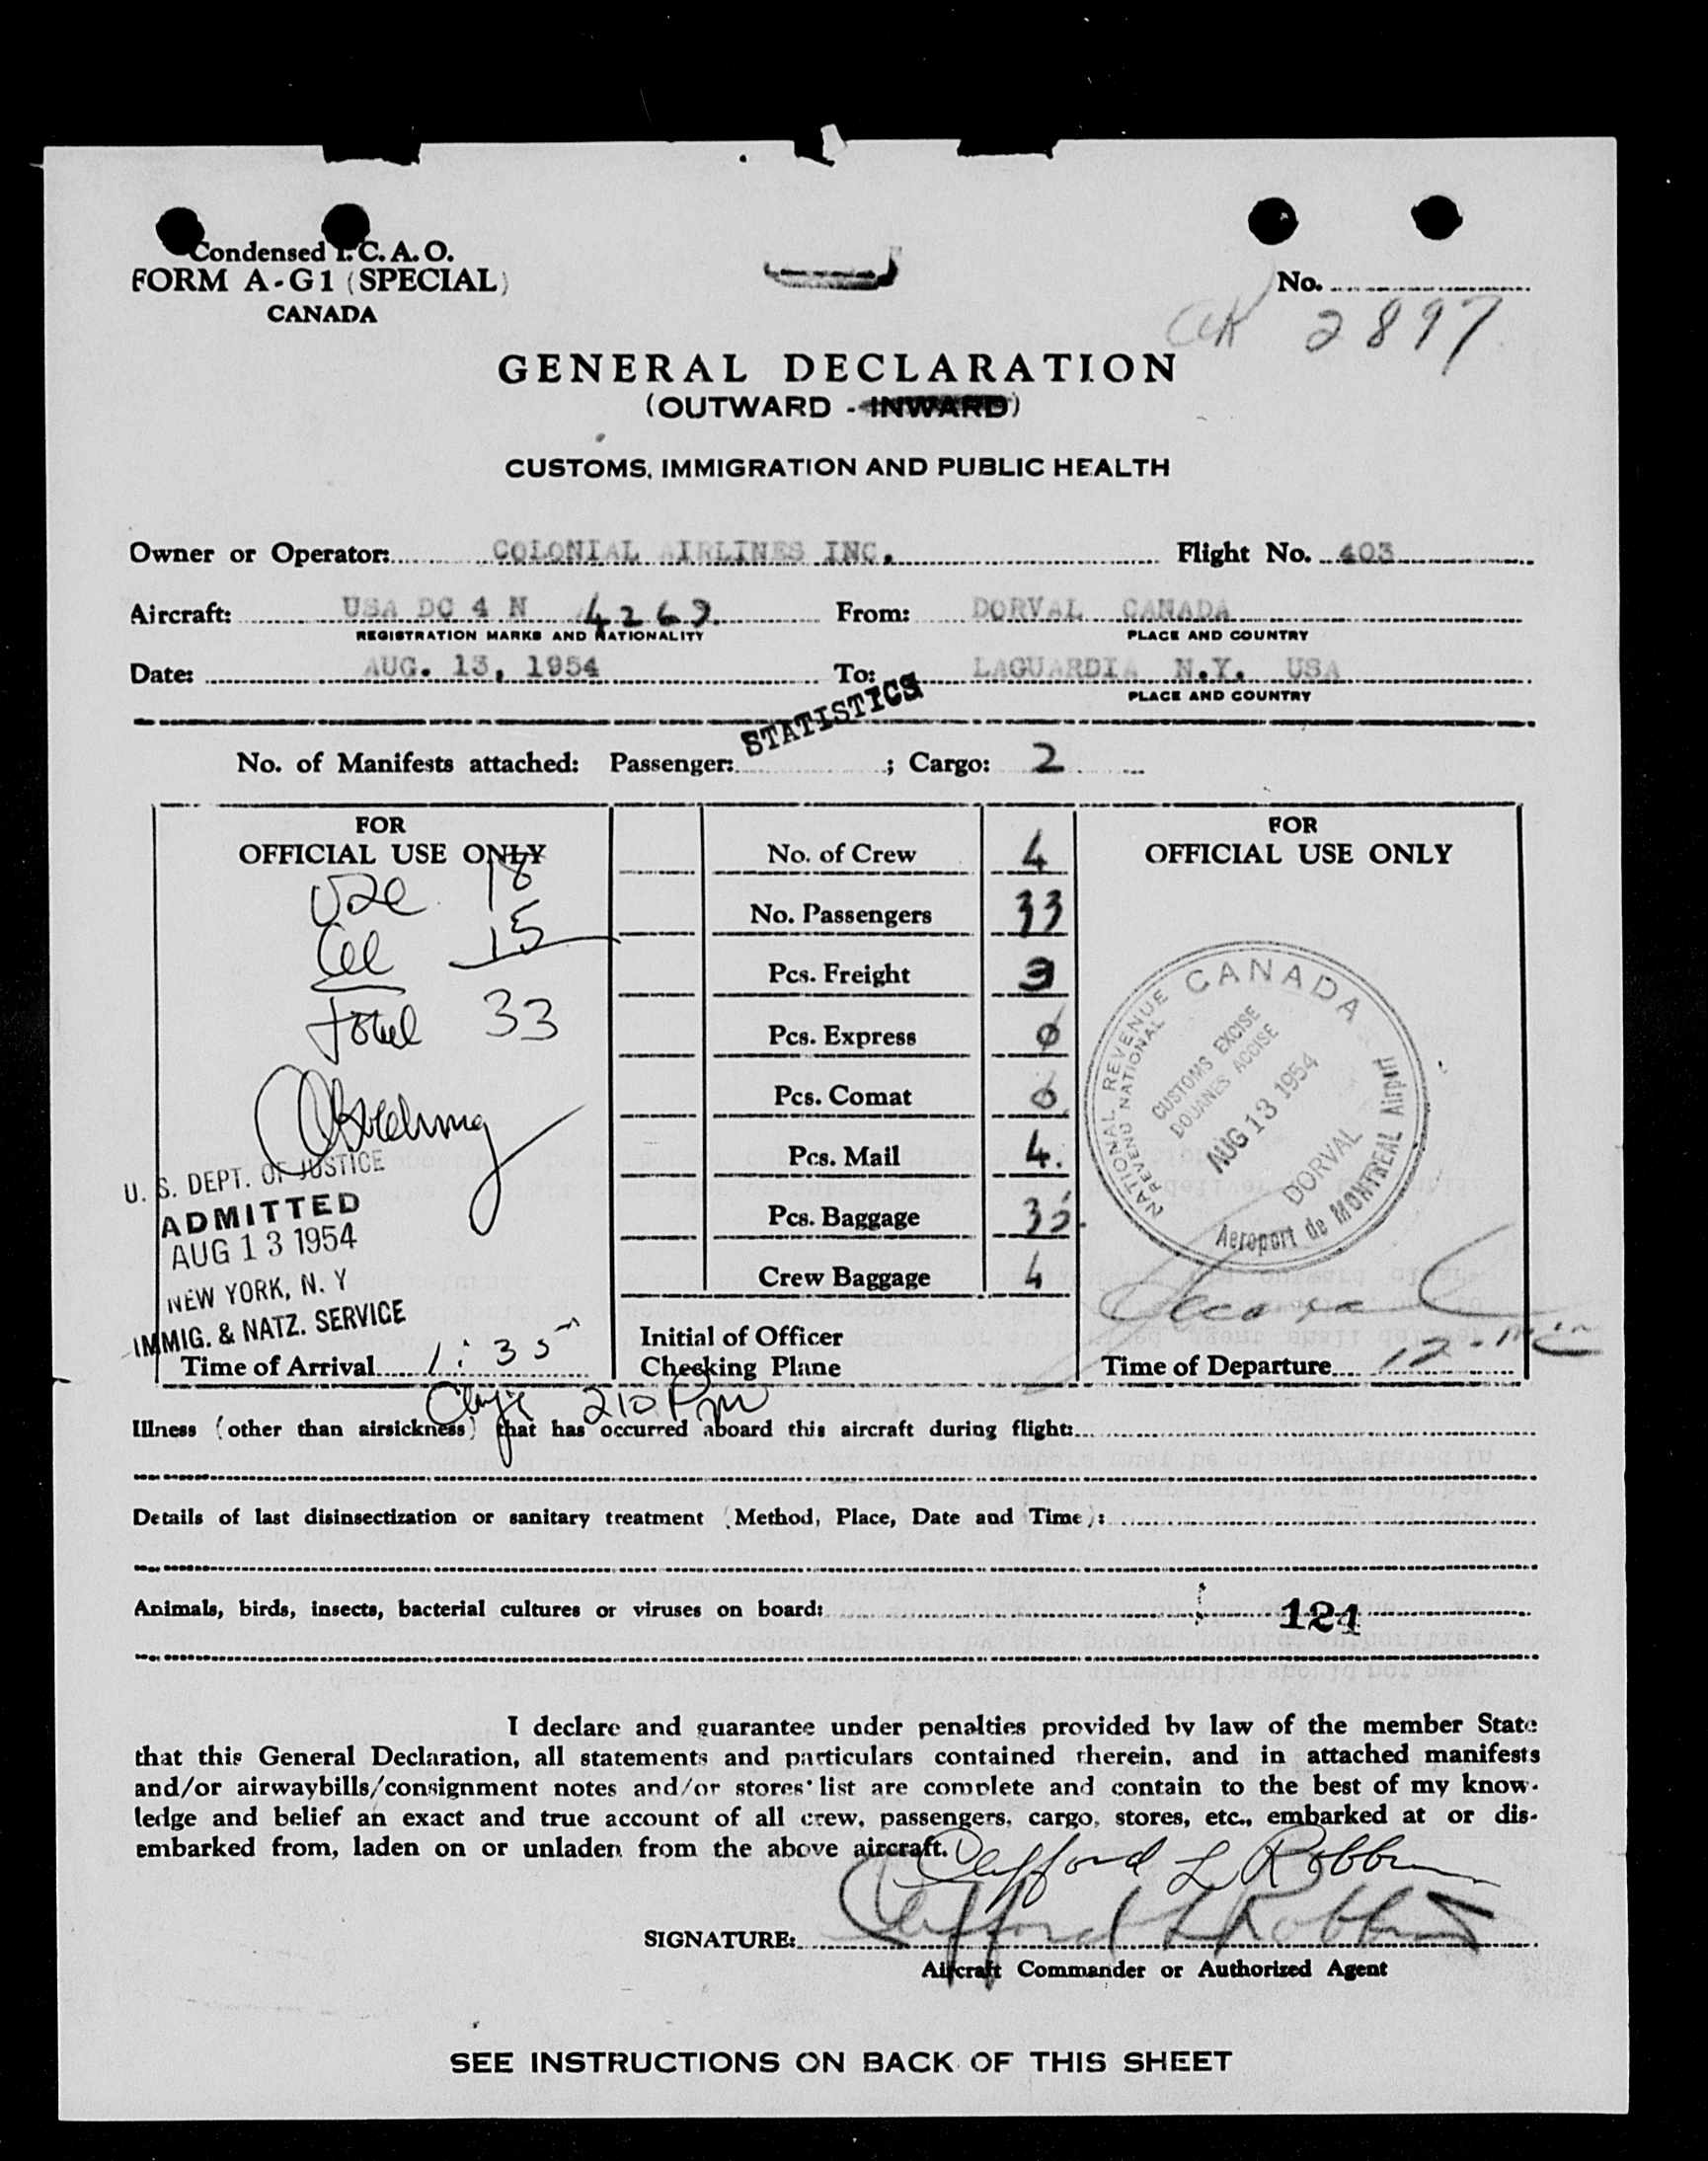 Condensed I. C. A. O.
FORM A-G1 (SPECIAL)
CANADA
No.
2897
GENERAL DECLARATION
(OUTWARD - INWARD)
CUSTOMS, IMMIGRATION AND PUBLIC HEALTH
Owner or Operator: COLONIAL AIRLINES INC. Flight No. 403
Aircraft: USA DC 4 N 4269. From: DORVAL CANADA
REGISTRATION MARKS AND NATIONALITY PLACE AND COUNTRY
Date: AUG. 13, 1954 To: LAGUARDIA N.Y. USA
PLACE AND COUNTRY
STATISTICS
No. of Manifests attached: Passenger: ; Cargo: 2
FOR
OFFICIAL USE ONLY
18
15
total 33
U. S. DEPT. OF JUSTICE
ADMITTED
AUG 13 1954
NEW YORK, N. Y
IMMIG. & NATZ. SERVICE
Time of Arrival 1:35
No. of Crew 4
No. Passengers 33
Pcs. Freight 3
Pcs. Express 0
Pcs. Comat 0
Pcs. Mail 4.
Pcs. Baggage 35.
Crew Baggage 4
Initial of Officer
Checking Plane
FOR
OFFICIAL USE ONLY
CANADA
NATIONAL REVENUE
REVENU NATIONAL
CUSTOMS EXCISE
DOUANES ACCISE
AUG 13 1954
DORVAL
Aeroport de MONTREAL Airport
Time of Departure 12
210 Pm
Illness (other than airsickness) that has occurred aboard this aircraft during flight:
Details of last disinsectization or sanitary treatment (Method, Place, Date and Time):
Animals, birds, insects, bacterial cultures or viruses on board: 124
I declare and guarantee under penalties provided by law of the member State
that this General Declaration, all statements and particulars contained therein, and in attached manifests
and/or airwaybills/consignment notes and/or stores' list are complete and contain to the best of my know-
ledge and belief an exact and true account of all crew, passengers, cargo, stores, etc., embarked at or dis-
embarked from, laden on or unladen from the above aircraft.
Clifford L Robbins
SIGNATURE: Clifford L Robbins
Aircraft Commander or Authorized Agent
SEE INSTRUCTIONS ON BACK OF THIS SHEET